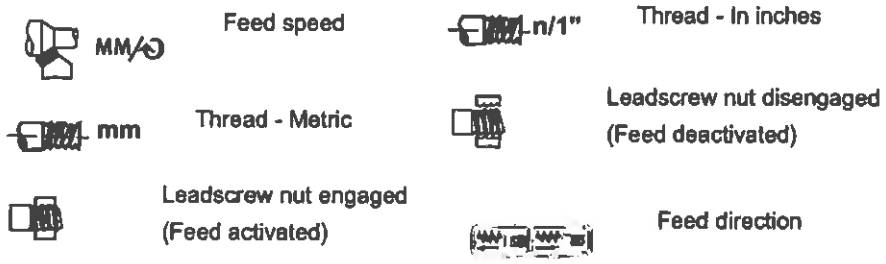 MM/
Feed speed
n/1"
Thread - In inches
mm
Thread - Metric
Leadscrew nut disengaged
(Feed deactivated)
Leadscrew nut engaged
(Feed activated)
Feed direction